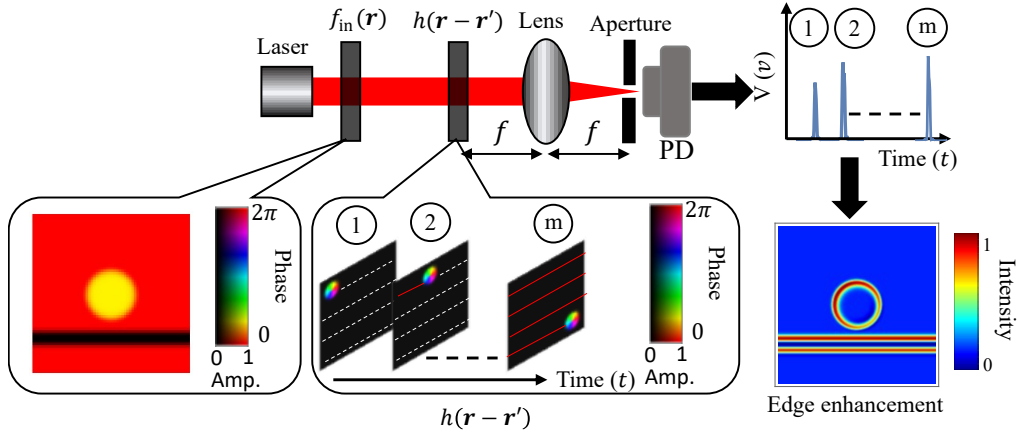 f_in(r)
h(r − r′)
Lens
Aperture
Laser
f
f
PD
1
2
m
V (v)
Time (t)
2π
Phase
0
0 1
Amp.
1
2
m
Time (t)
2π
Phase
0
0 1
Amp.
h(r − r′)
1
Intensity
0
Edge enhancement